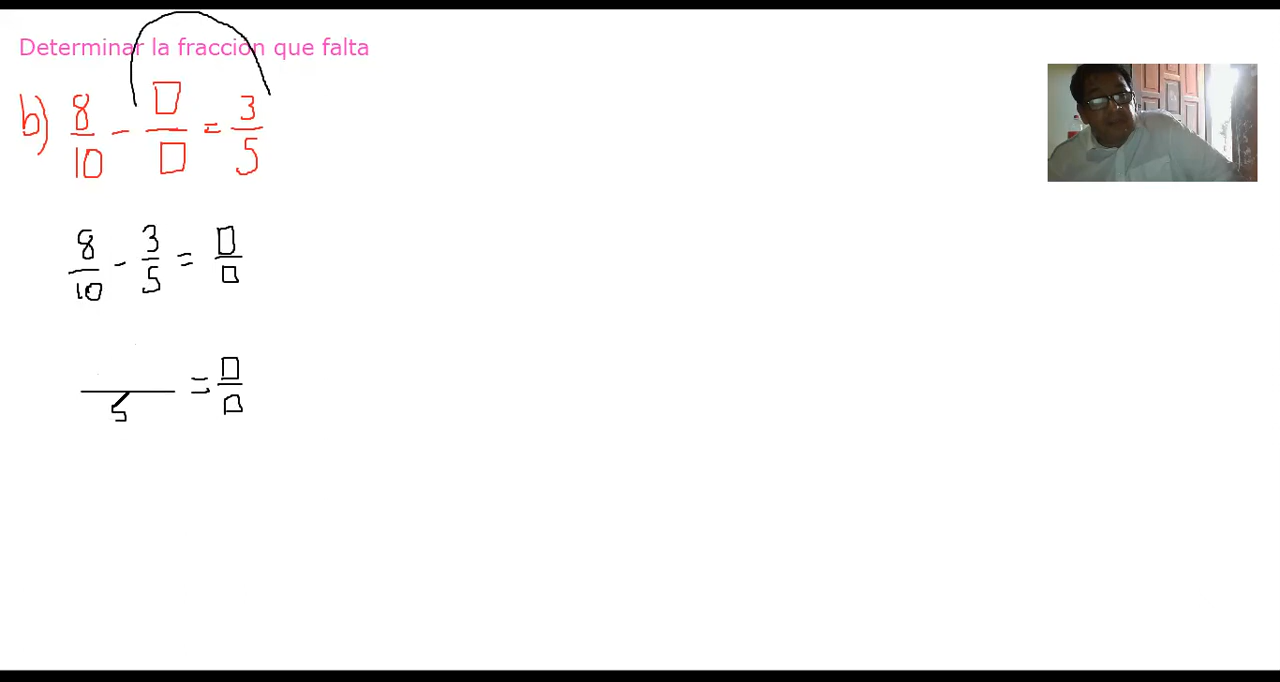 Determinar la fracción que falta
b) 8/10 - □/□ = 3/5
8/10 - 3/5 = □/□
/5 = □/□